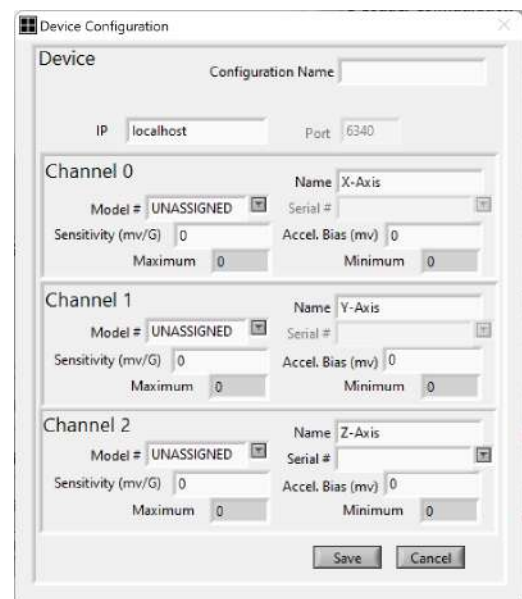 Device Configuration
Device
Configuration Name
IP localhost Port 6340
Channel 0
Name X-Axis
Model # UNASSIGNED Serial #
Sensitivity (mv/G) 0 Accel. Bias (mv) 0
Maximum 0 Minimum 0
Channel 1
Name Y-Axis
Model # UNASSIGNED Serial #
Sensitivity (mv/G) 0 Accel. Bias (mv) 0
Maximum 0 Minimum 0
Channel 2
Name Z-Axis
Model # UNASSIGNED Serial #
Sensitivity (mv/G) 0 Accel. Bias (mv) 0
Maximum 0 Minimum 0
Save Cancel